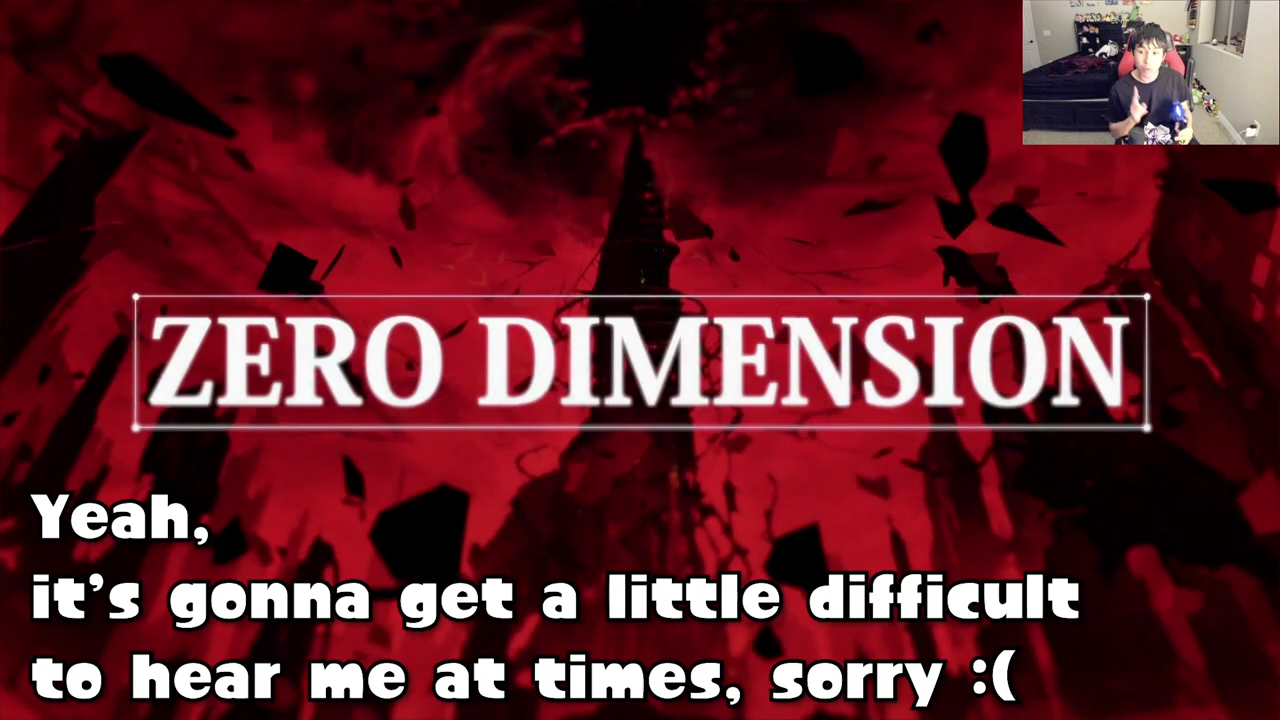 ZERO DIMENSION
Yeah,
it's gonna get a little difficult
to hear me at times, sorry :(